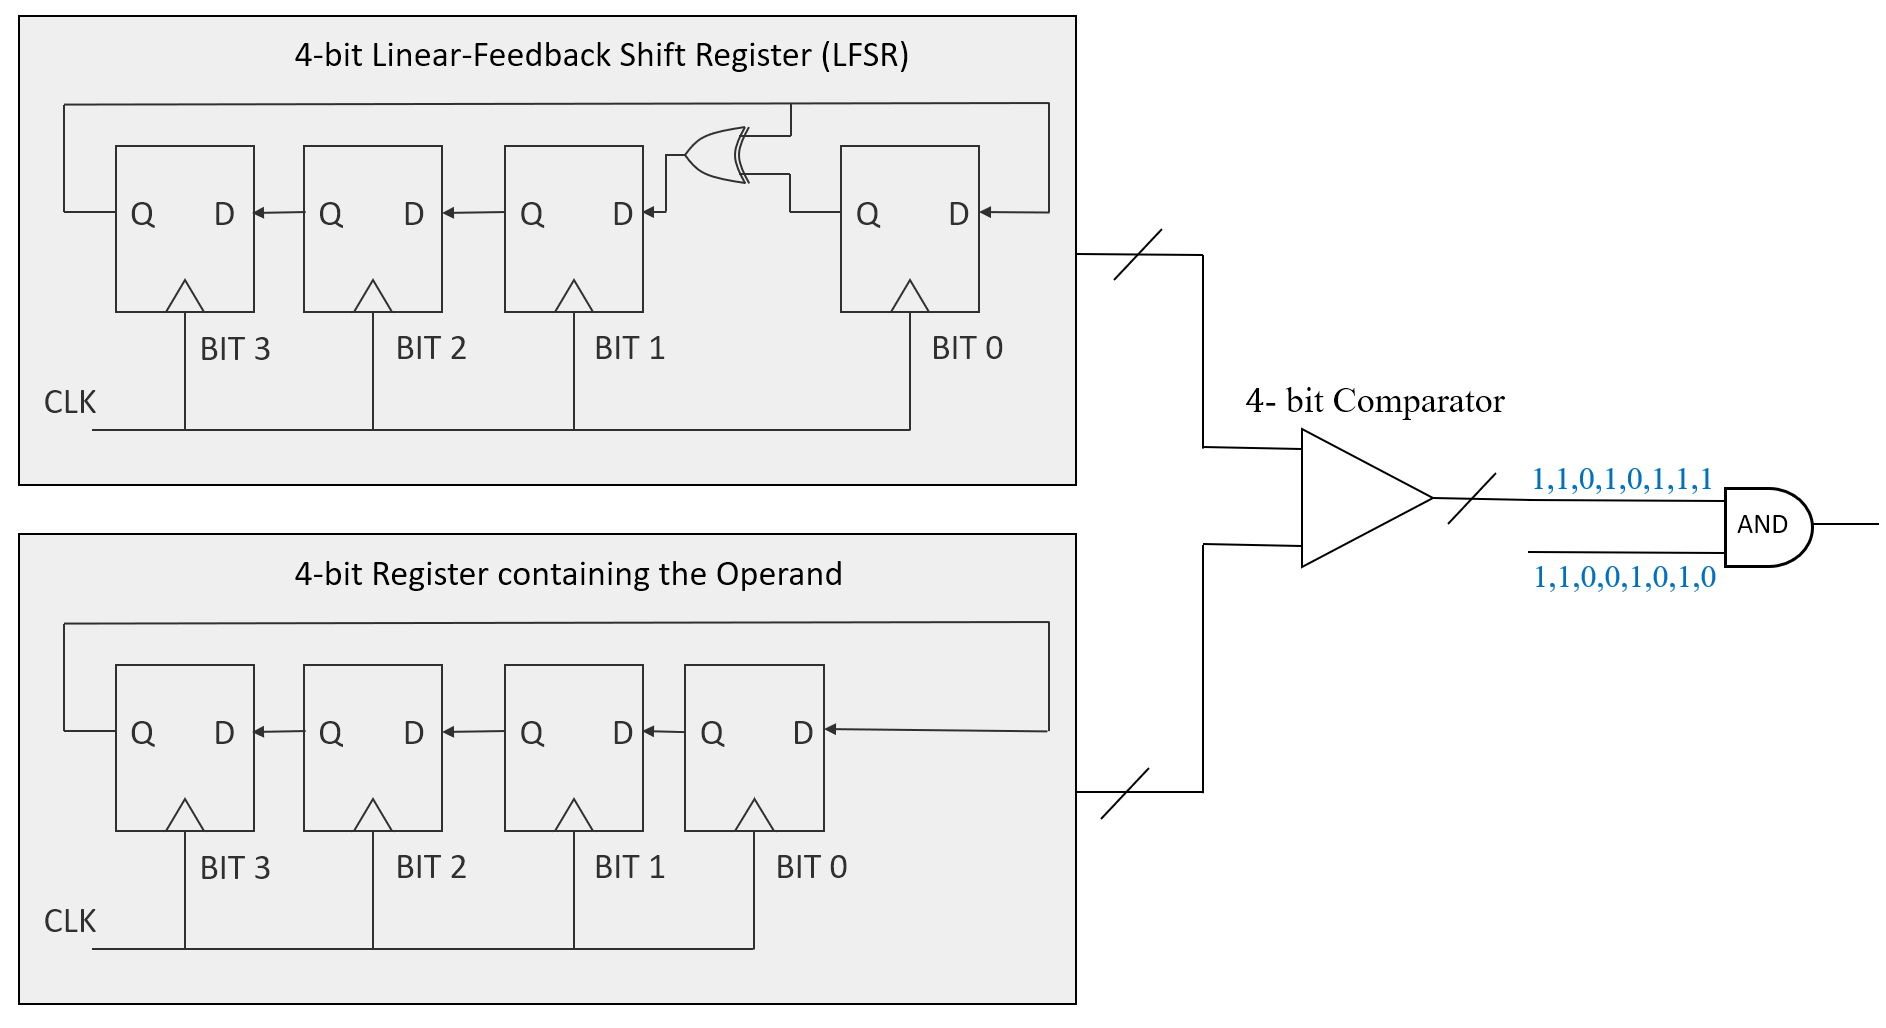 4-bit Linear-Feedback Shift Register (LFSR)
Q D Q D Q D Q D
BIT 3 BIT 2 BIT 1 BIT 0
CLK
4- bit Comparator
1,1,0,1,0,1,1,1
AND
1,1,0,0,1,0,1,0
4-bit Register containing the Operand
Q D Q D Q D Q D
BIT 3 BIT 2 BIT 1 BIT 0
CLK